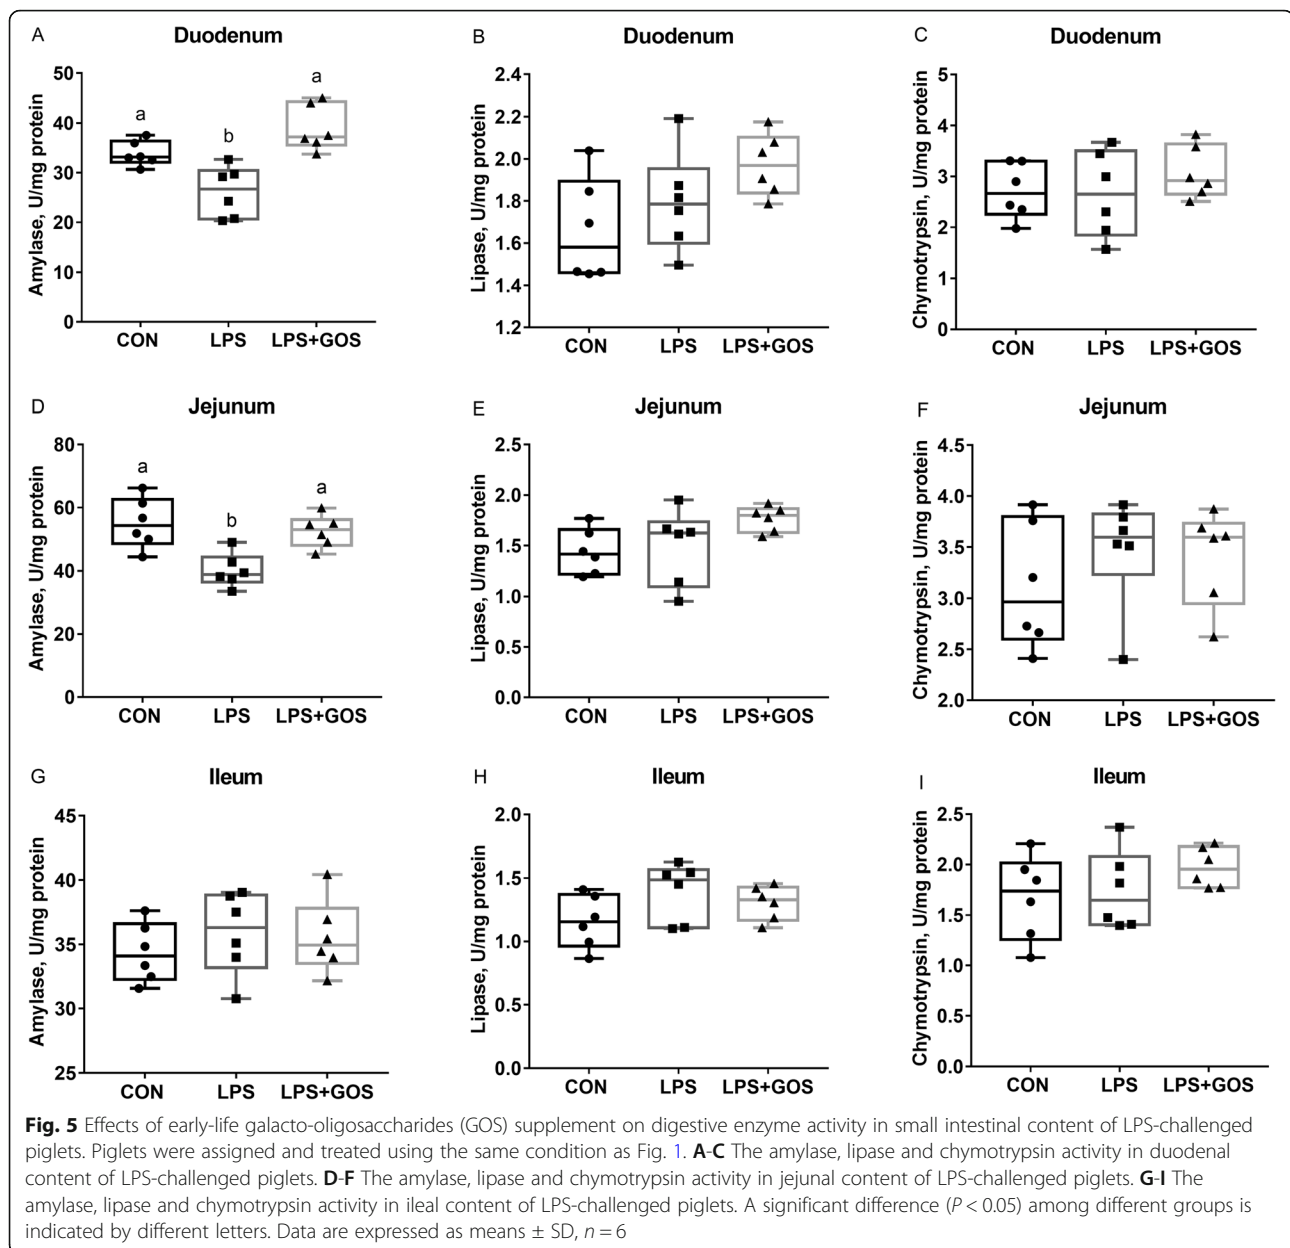 A
Duodenum
Amylase, U/mg protein
50
40
30
20
10
0
a
b
a
CON
LPS
LPS+GOS
B
Duodenum
Lipase, U/mg protein
2.4
2.2
2.0
1.8
1.6
1.4
1.2
CON
LPS
LPS+GOS
C
Duodenum
Chymotrypsin, U/mg protein
5
4
3
2
1
0
CON
LPS
LPS+GOS
D
Jejunum
Amylase, U/mg protein
80
60
40
20
0
a
b
a
CON
LPS
LPS+GOS
E
Jejunum
Lipase, U/mg protein
2.5
2.0
1.5
1.0
0.5
0.0
CON
LPS
LPS+GOS
F
Jejunum
Chymotrypsin, U/mg protein
4.5
4.0
3.5
3.0
2.5
2.0
CON
LPS
LPS+GOS
G
Ileum
Amylase, U/mg protein
45
40
35
30
25
CON
LPS
LPS+GOS
H
Ileum
Lipase, U/mg protein
2.0
1.5
1.0
0.5
0.0
CON
LPS
LPS+GOS
I
Ileum
Chymotrypsin, U/mg protein
2.5
2.0
1.5
1.0
0.5
0.0
CON
LPS
LPS+GOS
Fig. 5 Effects of early-life galacto-oligosaccharides (GOS) supplement on digestive enzyme activity in small intestinal content of LPS-challenged
piglets. Piglets were assigned and treated using the same condition as Fig. 1. A-C The amylase, lipase and chymotrypsin activity in duodenal
content of LPS-challenged piglets. D-F The amylase, lipase and chymotrypsin activity in jejunal content of LPS-challenged piglets. G-I The
amylase, lipase and chymotrypsin activity in ileal content of LPS-challenged piglets. A significant difference (P < 0.05) among different groups is
indicated by different letters. Data are expressed as means ± SD, n = 6